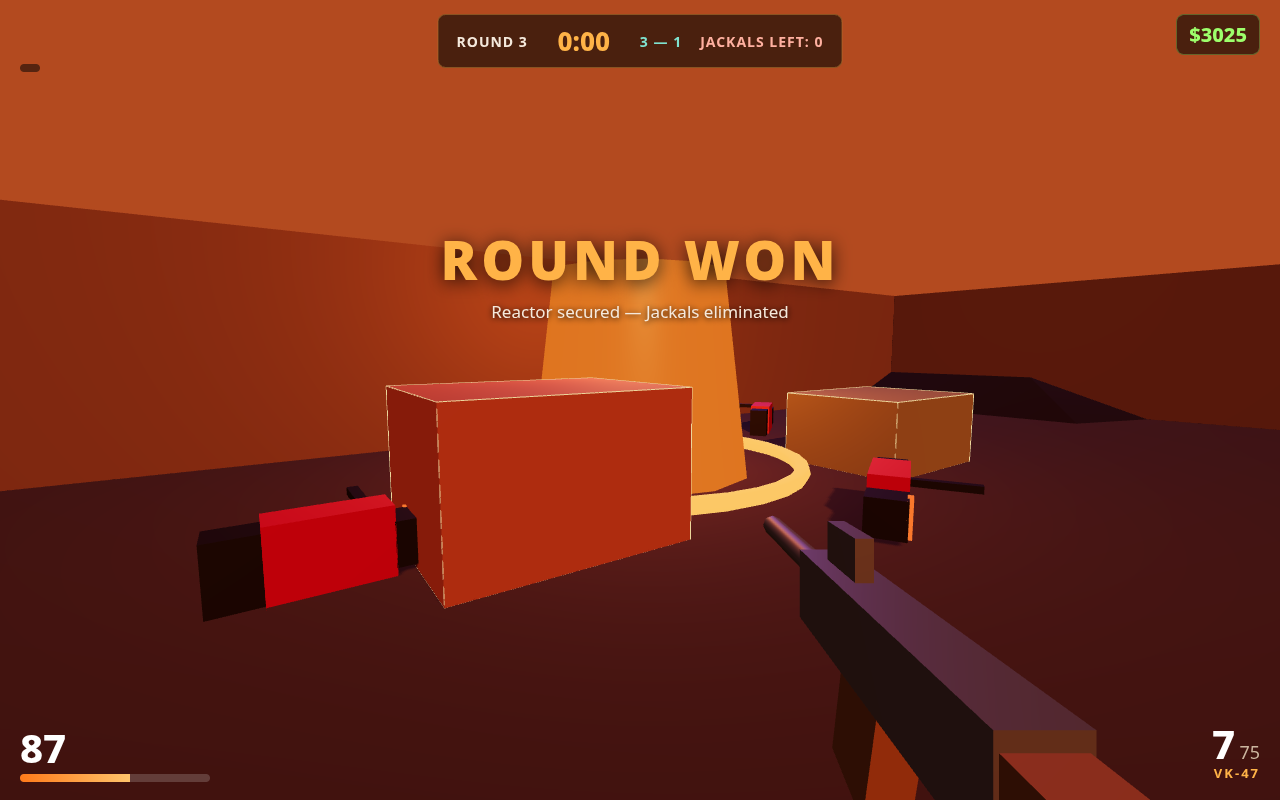 ROUND 3 0:00 3 — 1 JACKALS LEFT: 0
$3025
ROUND WON
Reactor secured — Jackals eliminated
87
7 75
VK-47